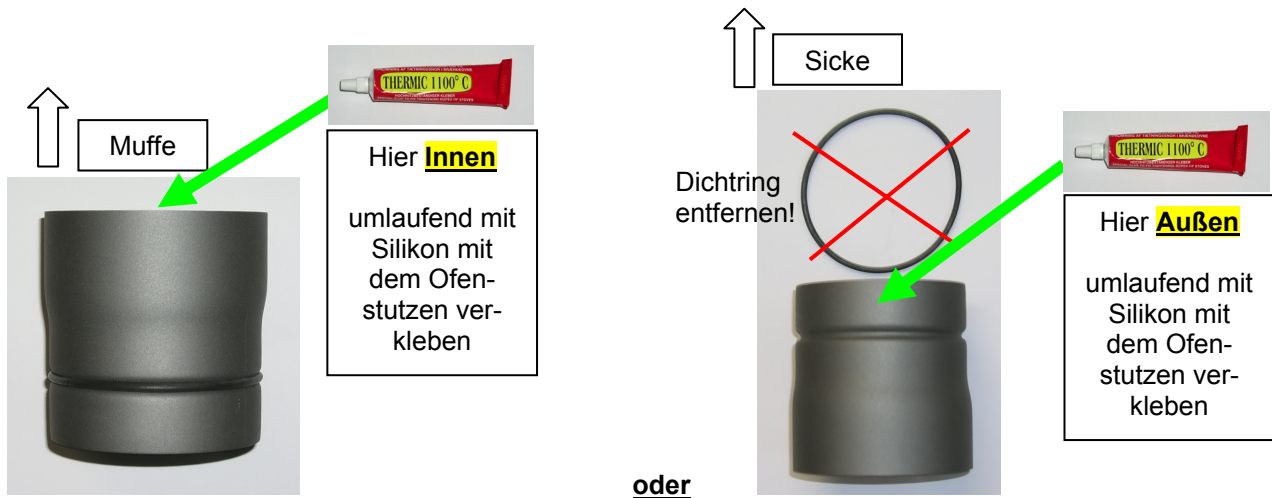 Muffe
THERMIC 1100° C
Hier Innen
umlaufend mit
Silikon mit
dem Ofen-
stutzen ver-
kleben
oder
Sicke
Dichtring
entfernen!
THERMIC 1100° C
Hier Außen
umlaufend mit
Silikon mit
dem Ofen-
stutzen ver-
kleben